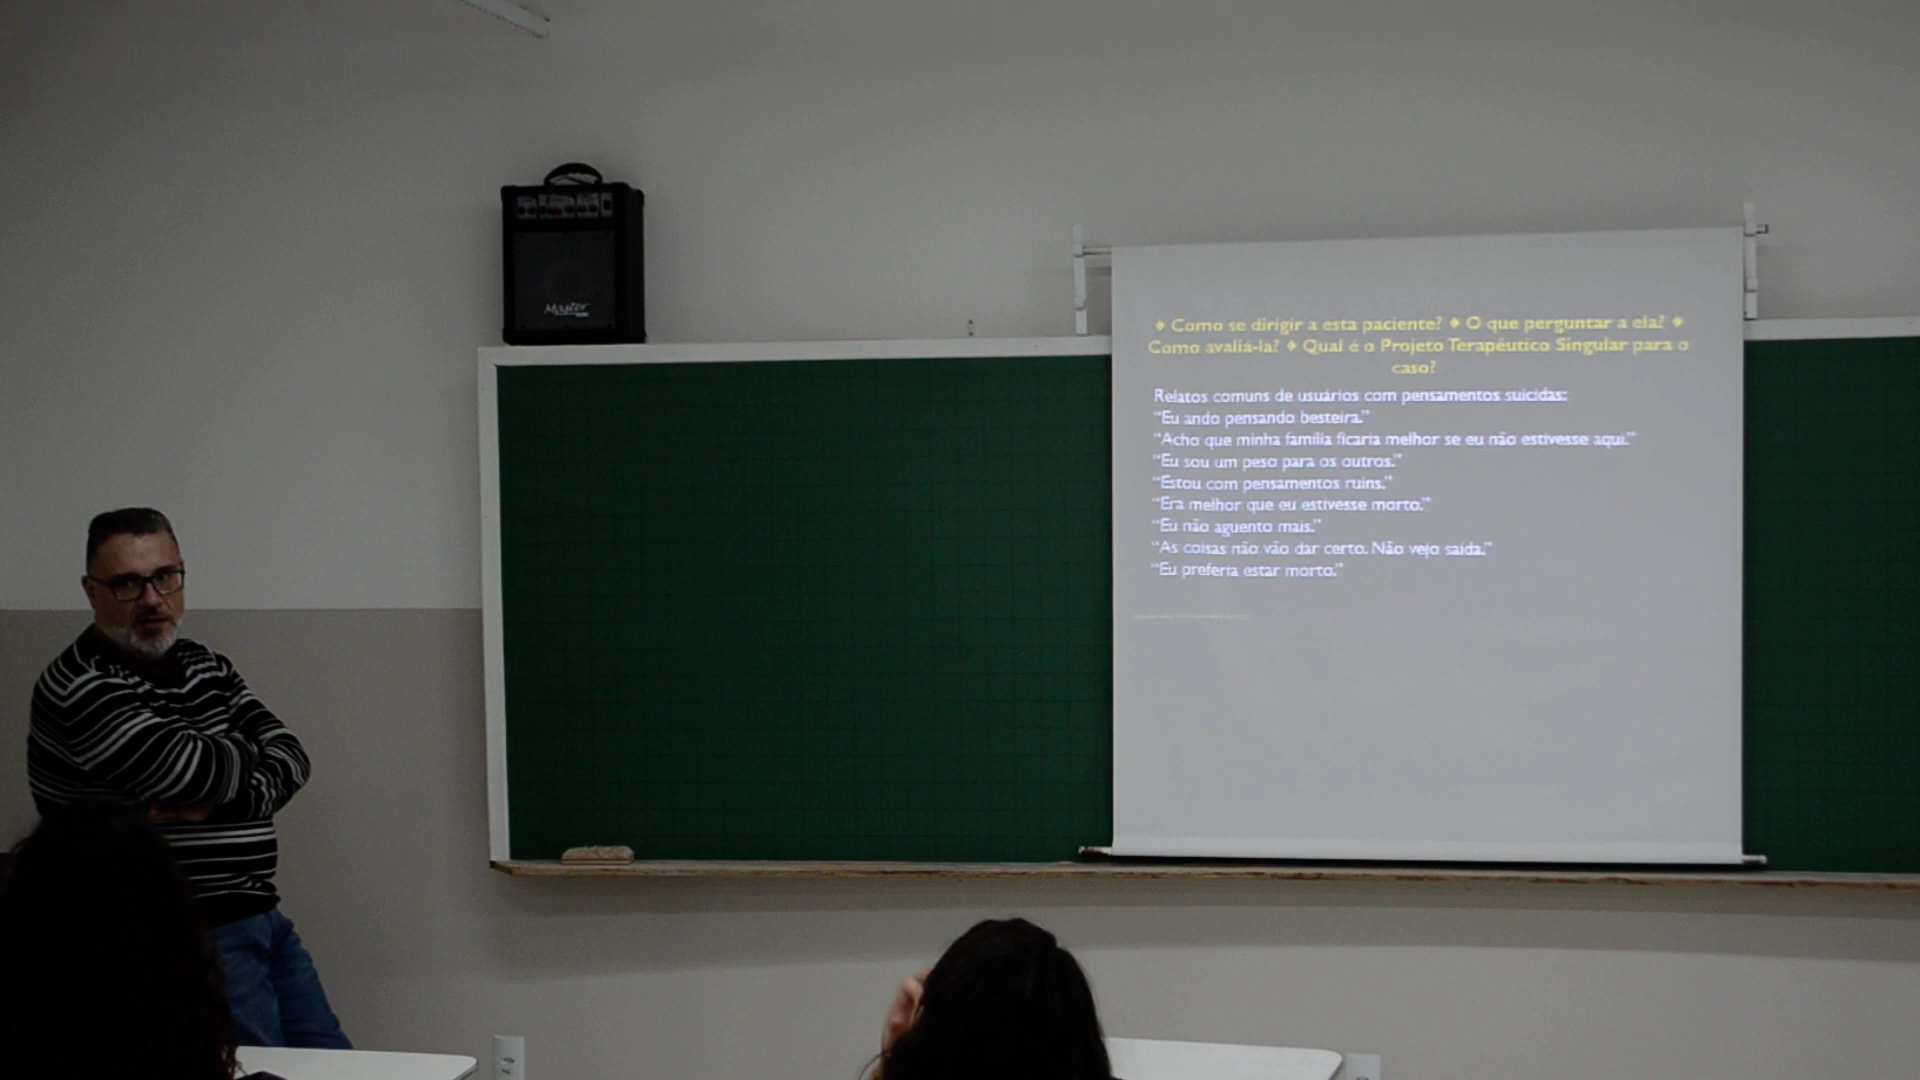 ♦ Como se dirigir a esta paciente? ♦ O que perguntar a ela? ♦
Como avaliá-la? ♦ Qual é o Projeto Terapêutico Singular para o
caso?
Relatos comuns de usuários com pensamentos suicidas:
“Eu ando pensando besteira.”
“Acho que minha família ficaria melhor se eu não estivesse aqui.”
“Eu sou um peso para os outros.”
“Estou com pensamentos ruins.”
“Era melhor que eu estivesse morto.”
“Eu não aguento mais.”
“As coisas não vão dar certo. Não vejo saída.”
“Eu preferia estar morto.”